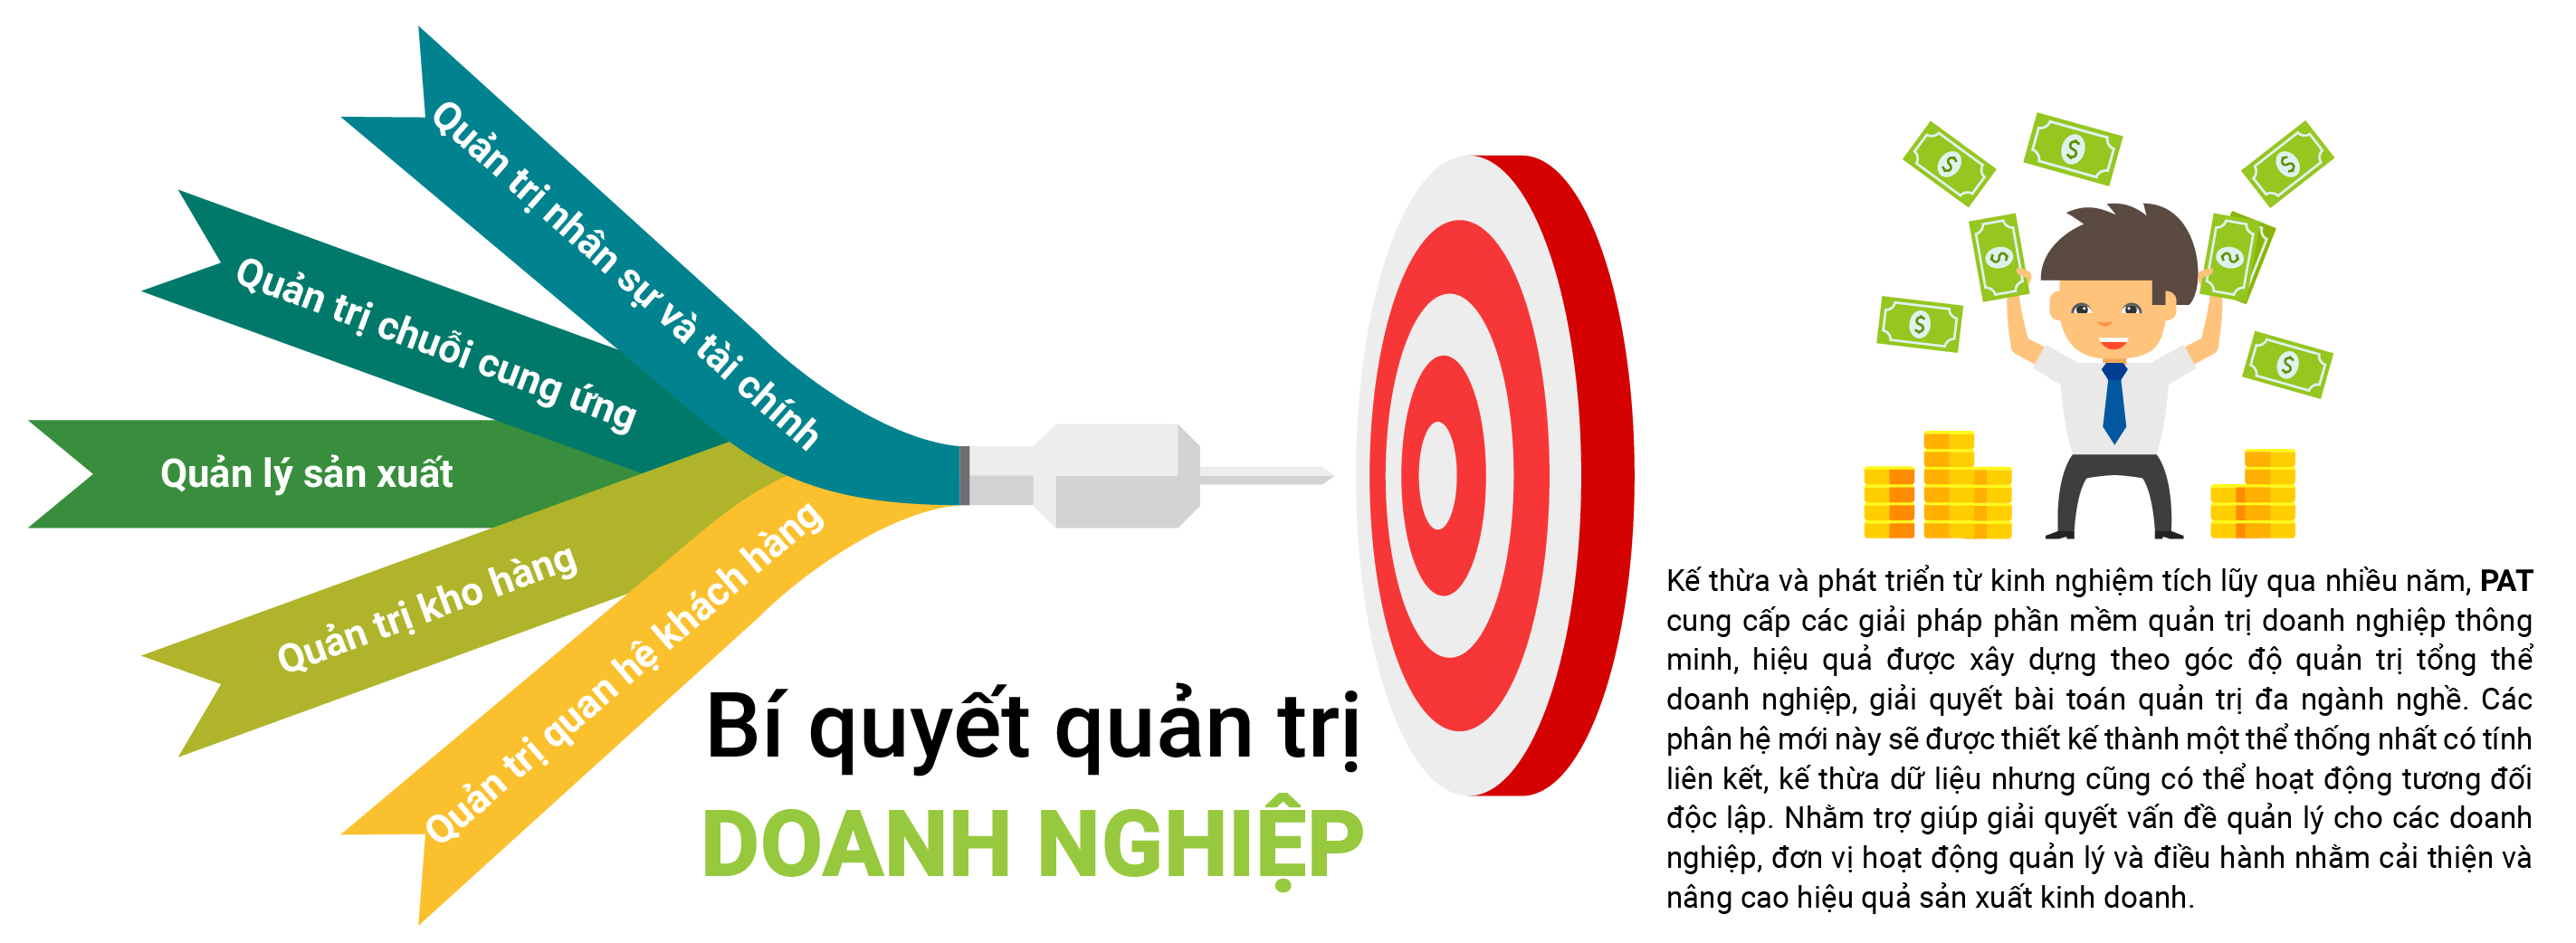 Quản trị nhân sự và tài chính
Quản trị chuỗi cung ứng
Quản lý sản xuất
Quản trị kho hàng
Quản trị quan hệ khách hàng
Bí quyết quản trị
DOANH NGHIỆP
Kế thừa và phát triển từ kinh nghiệm tích lũy qua nhiều năm, PAT
cung cấp các giải pháp phần mềm quản trị doanh nghiệp thông
minh, hiệu quả được xây dựng theo góc độ quản trị tổng thể
doanh nghiệp, giải quyết bài toán quản trị đa ngành nghề. Các
phân hệ mới này sẽ được thiết kế thành một thể thống nhất có tính
liên kết, kế thừa dữ liệu nhưng cũng có thể hoạt động tương đối
độc lập. Nhằm trợ giúp giải quyết vấn đề quản lý cho các doanh
nghiệp, đơn vị hoạt động quản lý và điều hành nhằm cải thiện và
nâng cao hiệu quả sản xuất kinh doanh.